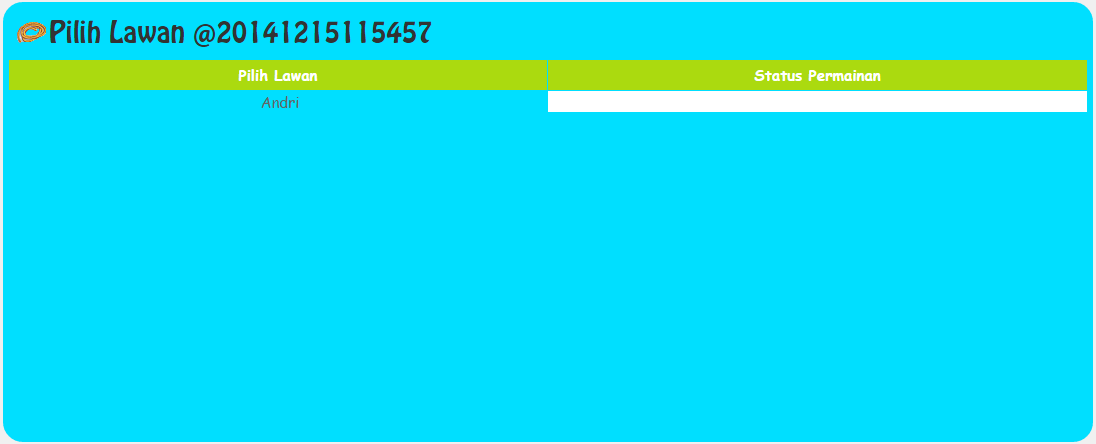 Pilih Lawan @20141215115457
Pilih Lawan Status Permainan
Andri